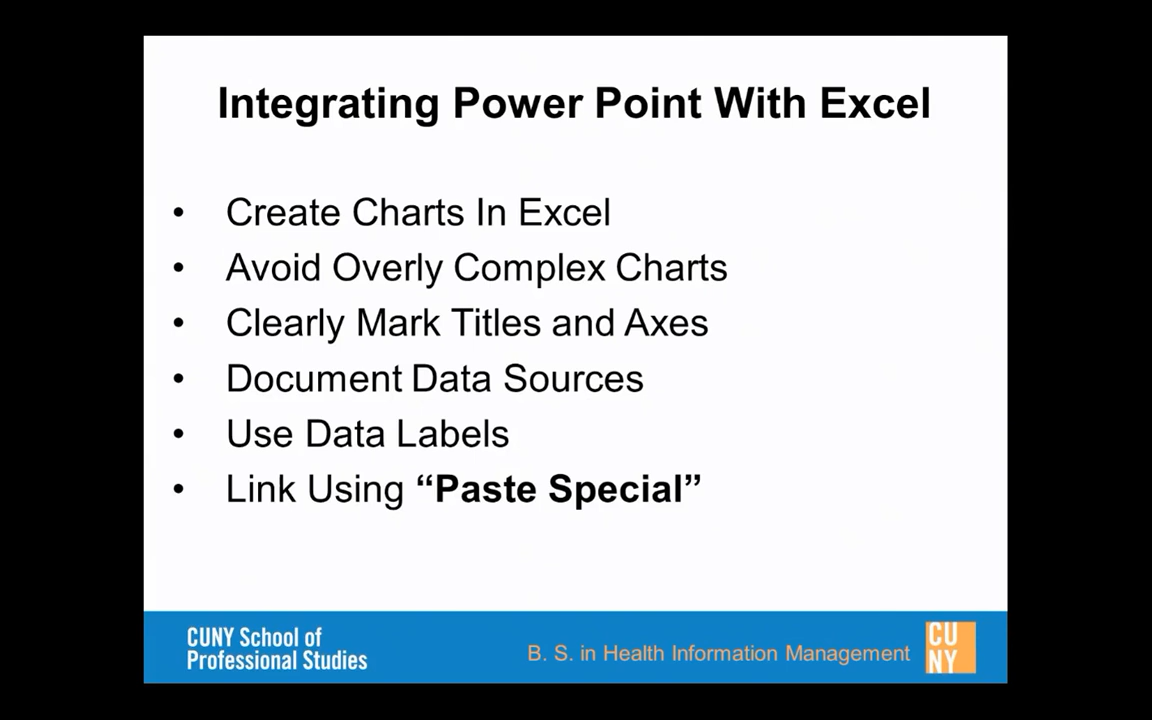 Integrating Power Point With Excel
• Create Charts In Excel
• Avoid Overly Complex Charts
• Clearly Mark Titles and Axes
• Document Data Sources
• Use Data Labels
• Link Using “Paste Special”
CUNY School of
Professional Studies
B. S. in Health Information Management
CU
NY